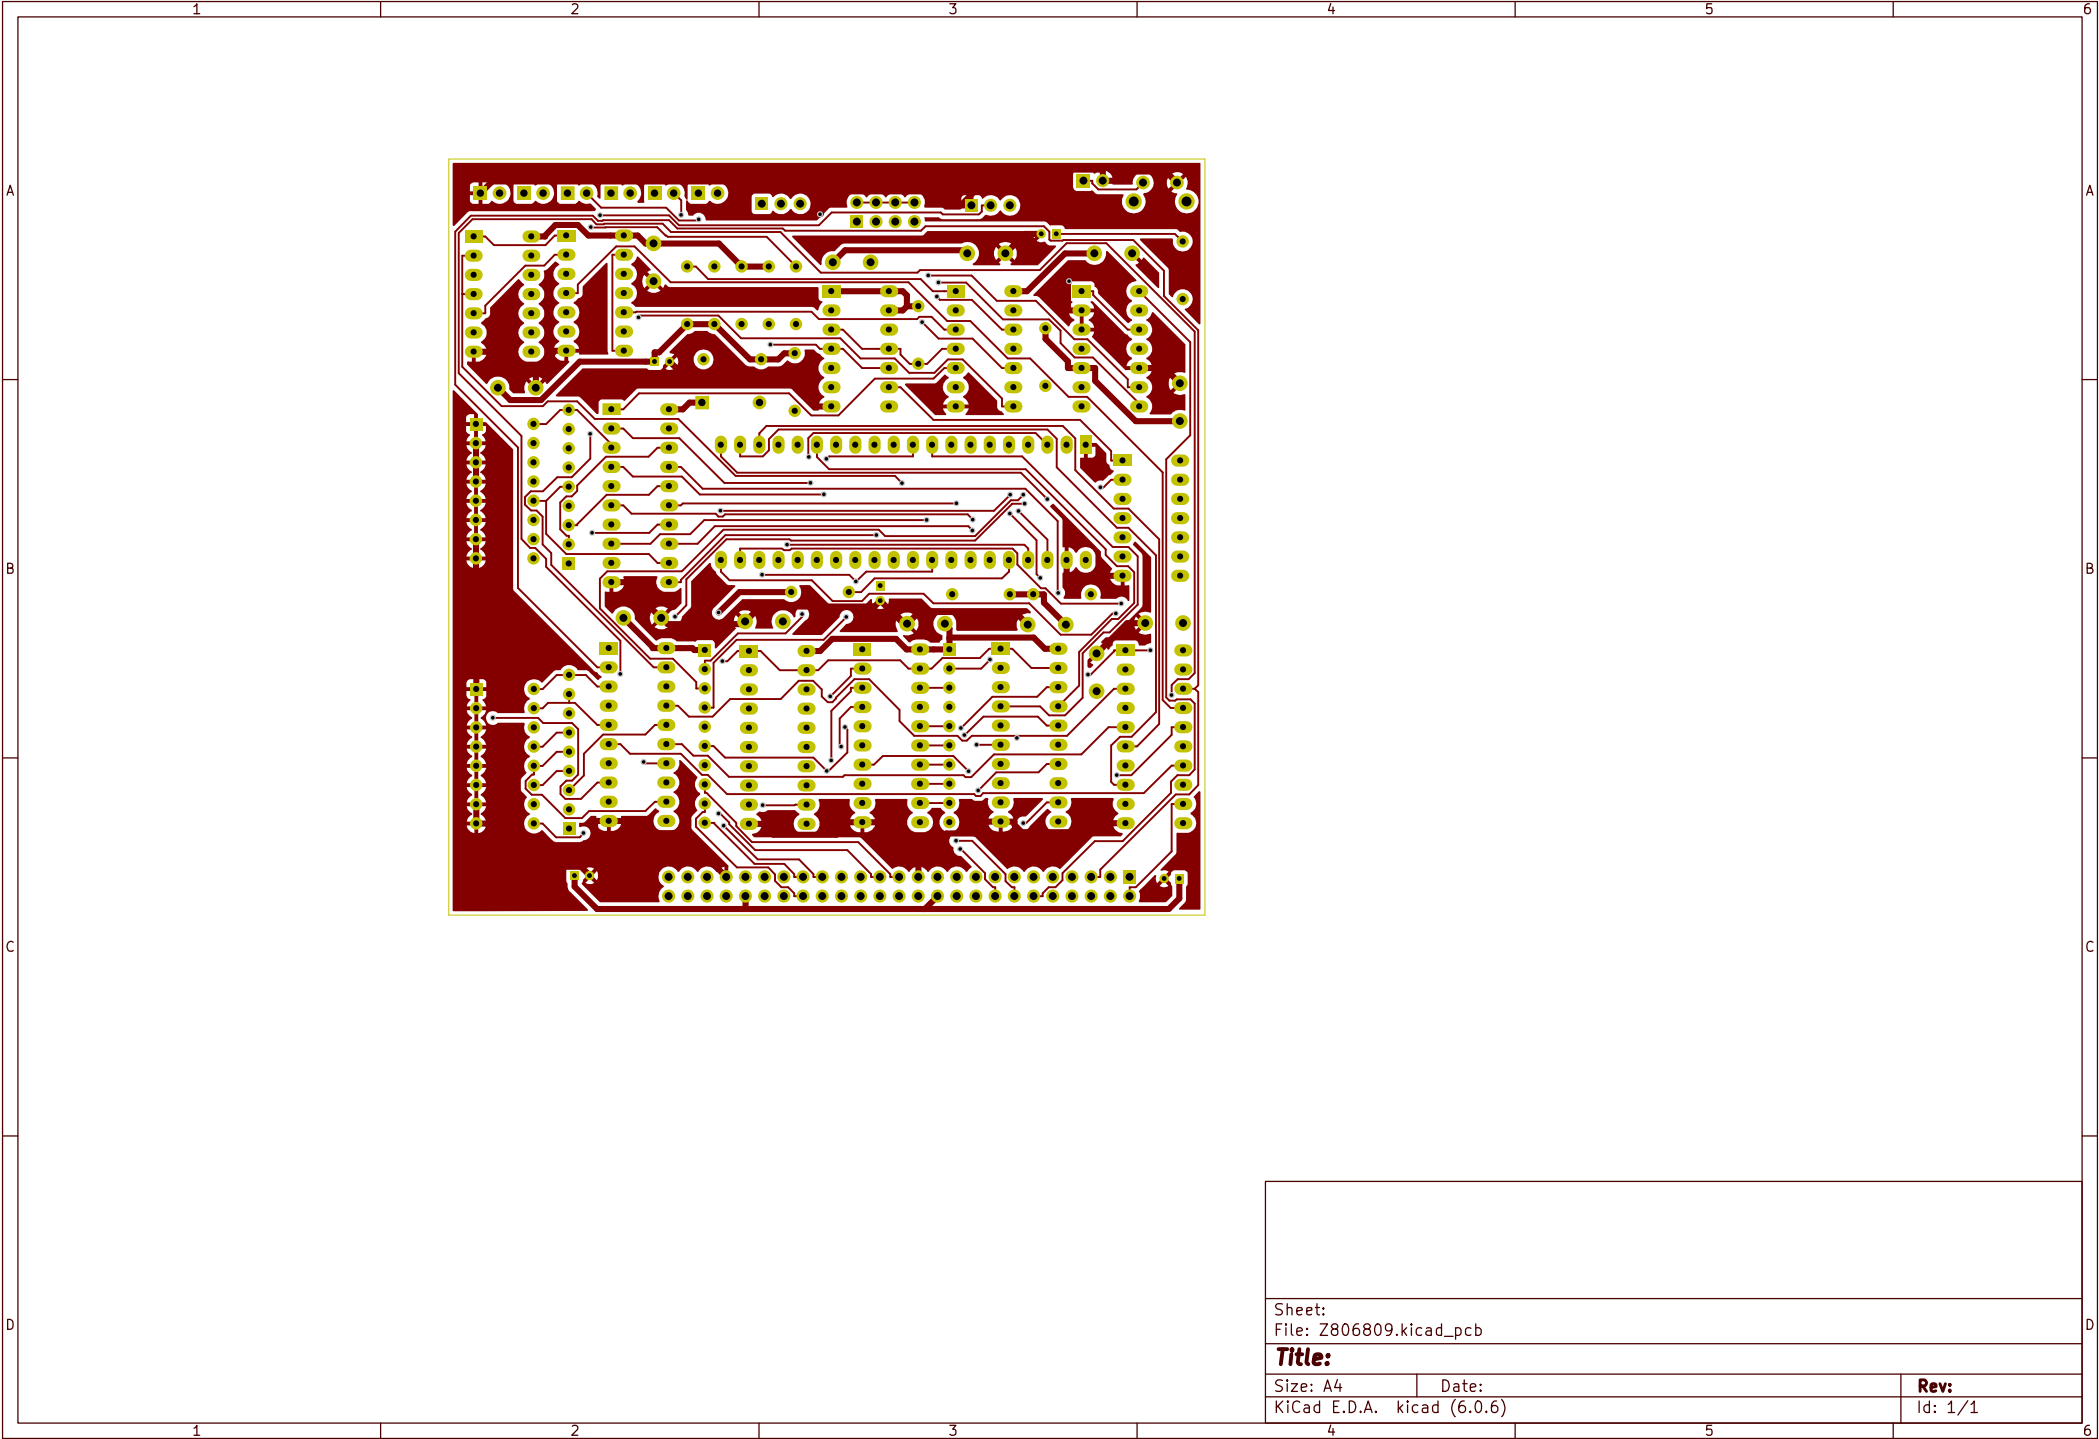 1 2 3 4 5 6
A A
B B
C C
D D
Sheet:
File: Z806809.kicad_pcb
Title:
Size: A4 Date: Rev:
KiCad E.D.A. kicad (6.0.6) Id: 1/1
1 2 3 4 5 6